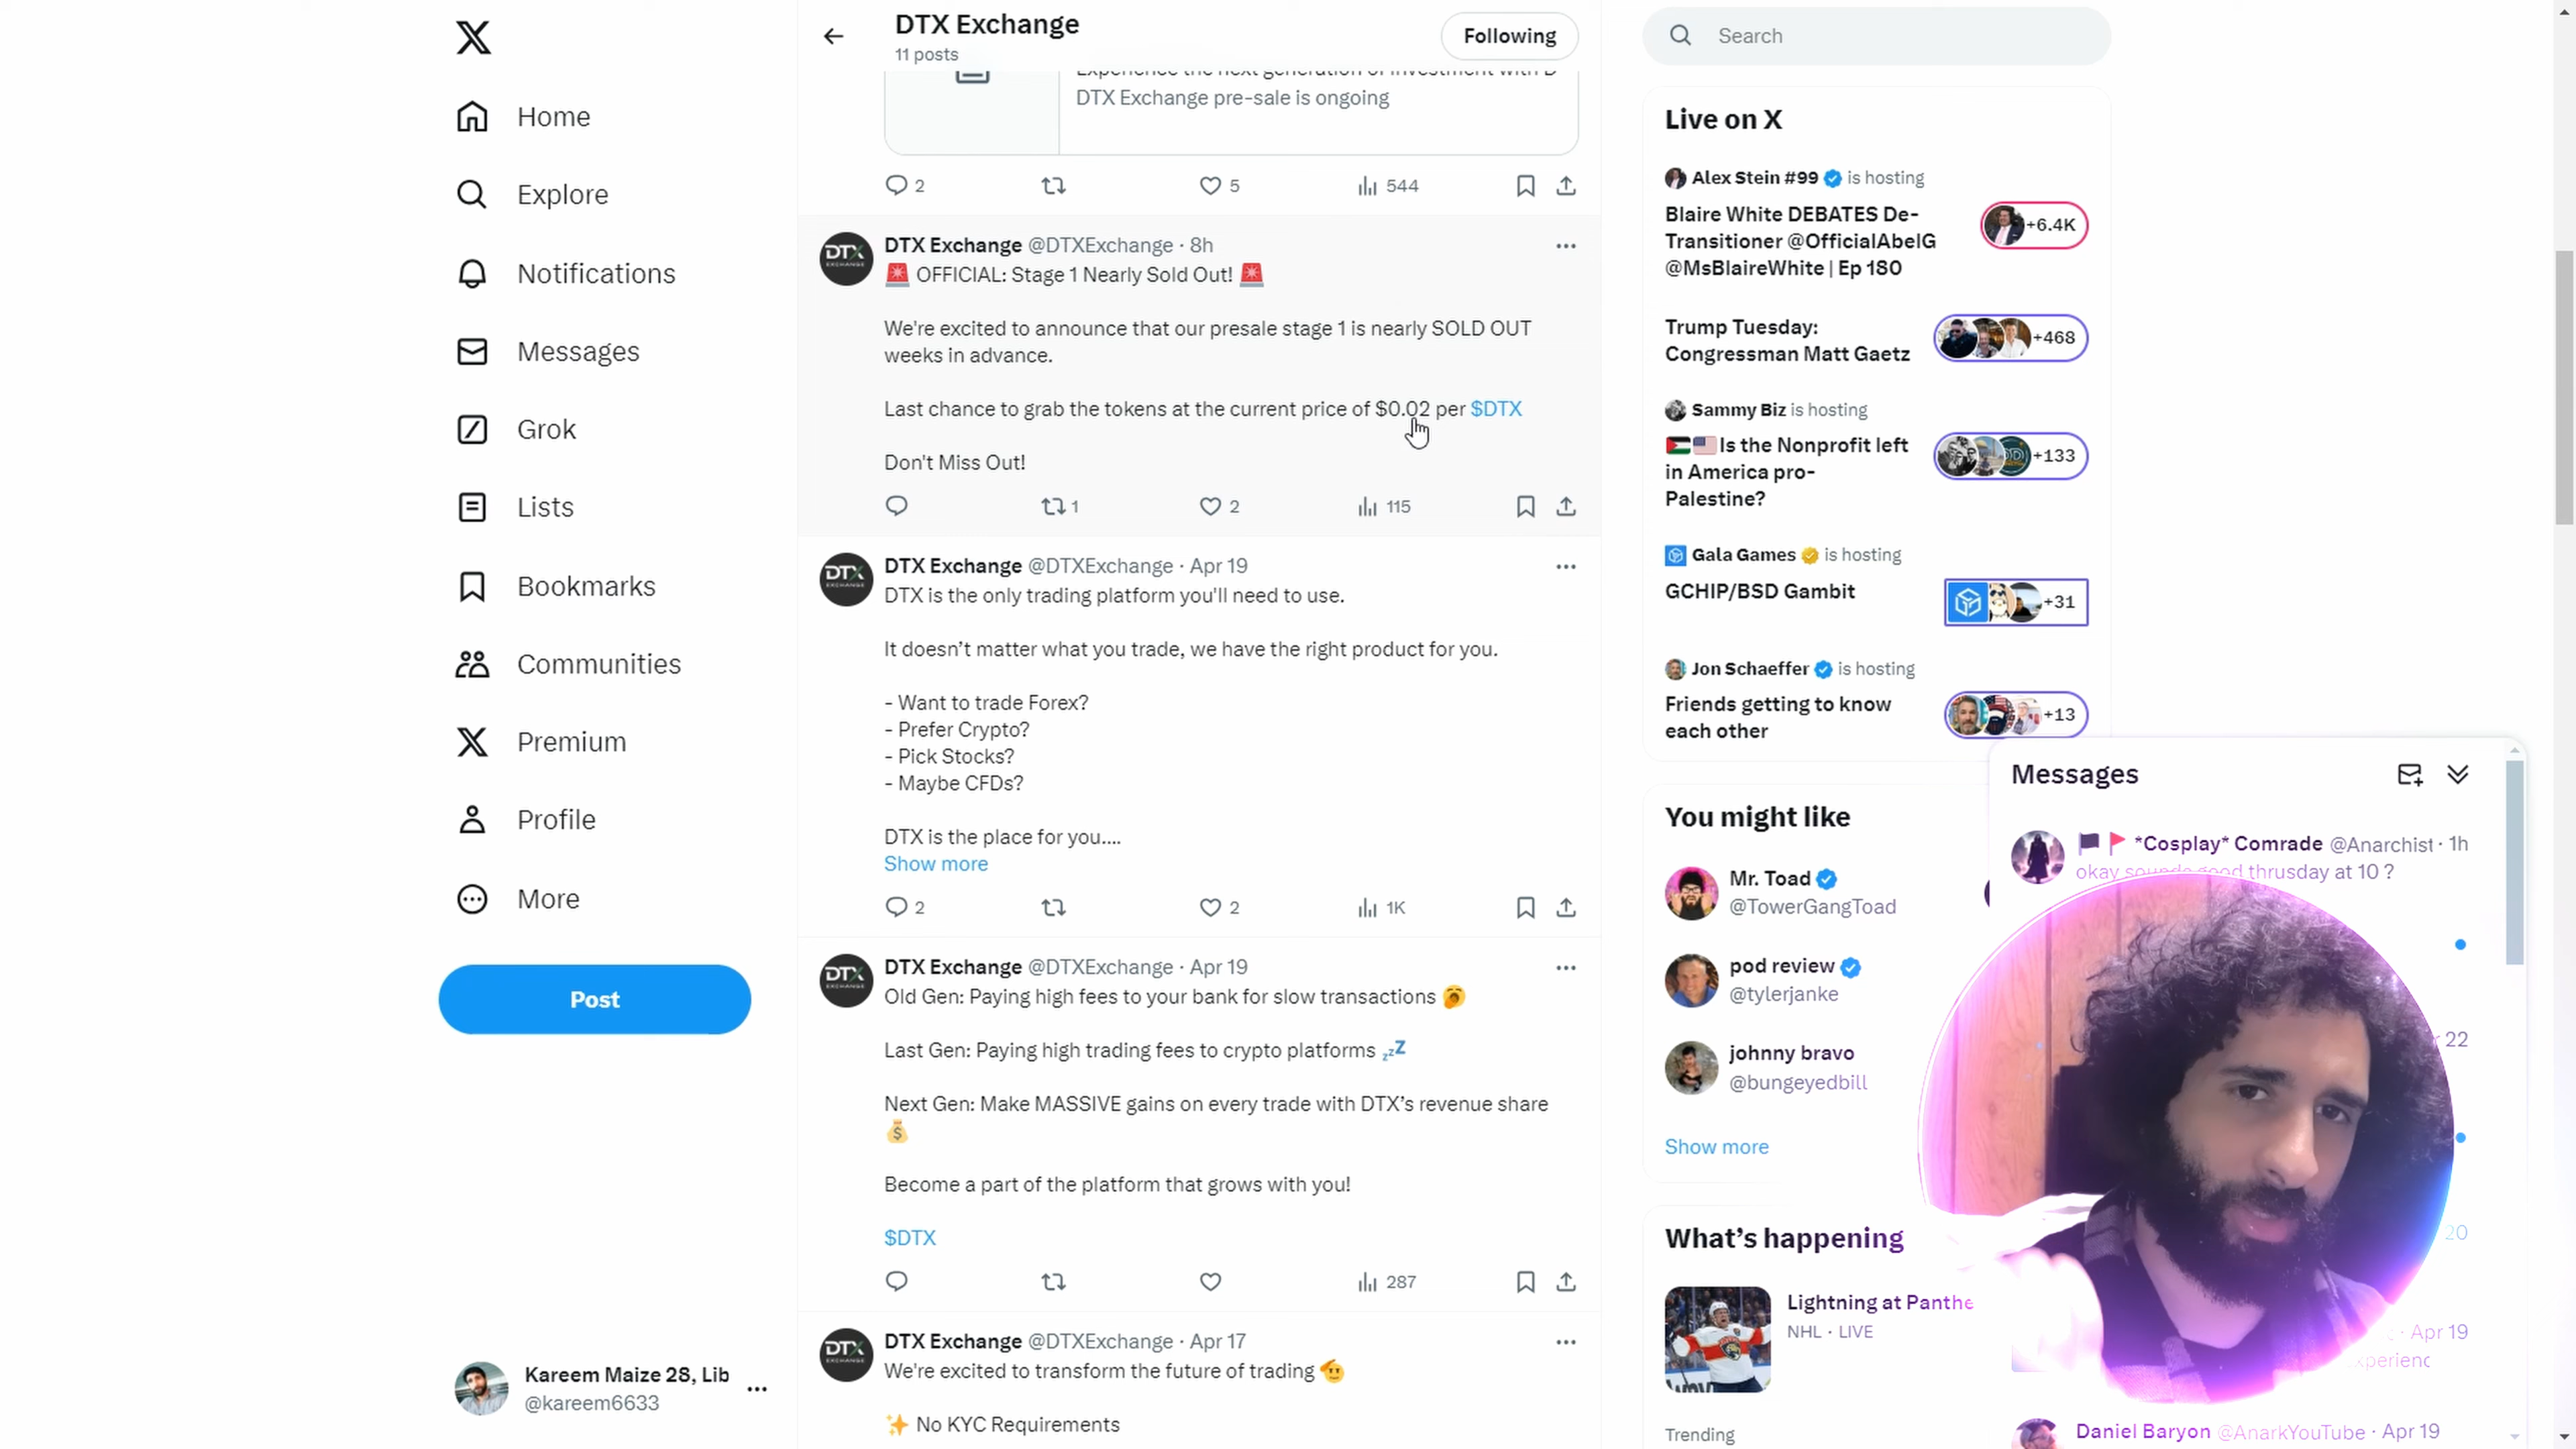 Home
Explore
Notifications
Messages
Grok
Lists
Bookmarks
Communities
Premium
Profile
More
Post
Kareem Maize 28, Lib
@kareem6633
DTX Exchange
11 posts
Following
Experience the next generation of investment with D
DTX Exchange pre-sale is ongoing
2 5 544
DTX Exchange @DTXExchange · 8h
🚨 OFFICIAL: Stage 1 Nearly Sold Out! 🚨
We're excited to announce that our presale stage 1 is nearly SOLD OUT
weeks in advance.
Last chance to grab the tokens at the current price of $0.02 per $DTX
Don't Miss Out!
1 2 115
DTX Exchange @DTXExchange · Apr 19
DTX is the only trading platform you'll need to use.
It doesn’t matter what you trade, we have the right product for you.
- Want to trade Forex?
- Prefer Crypto?
- Pick Stocks?
- Maybe CFDs?
DTX is the place for you....
Show more
2 2 1K
DTX Exchange @DTXExchange · Apr 19
Old Gen: Paying high fees to your bank for slow transactions 🥱
Last Gen: Paying high trading fees to crypto platforms 💤
Next Gen: Make MASSIVE gains on every trade with DTX’s revenue share
💰
Become a part of the platform that grows with you!
$DTX
287
DTX Exchange @DTXExchange · Apr 17
We're excited to transform the future of trading 🫡
✨ No KYC Requirements
Search
Live on X
Alex Stein #99 is hosting
Blaire White DEBATES De-
Transitioner @OfficialAbelG
@MsBlaireWhite | Ep 180
+6.4K
Trump Tuesday:
Congressman Matt Gaetz
+468
Sammy Biz is hosting
🇵🇸🇺🇸Is the Nonprofit left
in America pro-
Palestine?
+133
Gala Games is hosting
GCHIP/BSD Gambit
+31
Jon Schaeffer is hosting
Friends getting to know
each other
+13
You might like
Mr. Toad
@TowerGangToad
pod review
@tylerjanke
johnny bravo
@bungeyedbill
Show more
What’s happening
Lightning at Panthe
NHL · LIVE
Trending
Messages
🏴 🚩 *Cosplay* Comrade @Anarchist · 1h
okay sounds good thrusday at 10 ?
22
20
· Apr 19
Daniel Baryon @AnarkYouTube · Apr 19